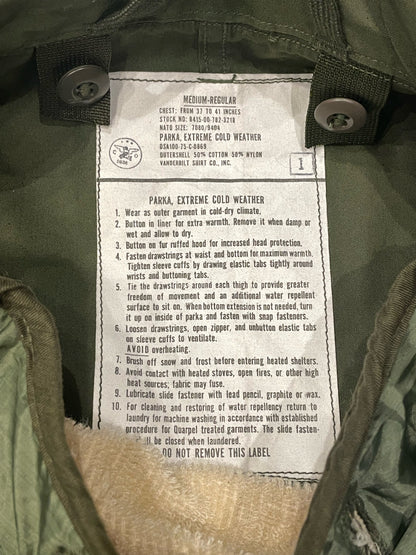 MEDIUM-REGULAR
CHEST: FROM 37 TO 41 INCHES
STOCK NO: 8415-00-782-3218
NATO SIZE: 7080/9404
PARKA, EXTREME COLD WEATHER
DSA100-75-C-0869
OUTERSHELL 50% COTTON 50% NYLON
VANDERBILT SHIRT CO., INC.
1
PARKA, EXTREME COLD WEATHER
1. Wear as outer garment in cold-dry climate.
2. Button in liner for extra warmth. Remove it when damp or
wet and allow to dry.
3. Button on fur ruffed hood for increased head protection.
4. Fasten drawstrings at waist and bottom for maximum warmth.
Tighten sleeve cuffs by drawing elastic tabs tightly around
wrists and buttoning tabs.
5. Tie the drawstrings around each thigh to provide greater
freedom of movement and an additional water repellent
surface to sit on. When bottom extension is not needed, turn
it up on inside of parka and fasten with snap fasteners.
6. Loosen drawstrings, open zipper, and unbutton elastic tabs
on sleeve cuffs to ventilate.
AVOID overheating.
7. Brush off snow and frost before entering heated shelters.
8. Avoid contact with heated stoves, open fires, or other high
heat sources; fabric may fuse.
9. Lubricate slide fastener with lead pencil, graphite or wax.
10. For cleaning and restoring of water repellency return to
laundry for machine washing in accordance with established
procedure for Quarpel treated garments. The slide fasten-
will be closed when laundered.
DO NOT REMOVE THIS LABEL